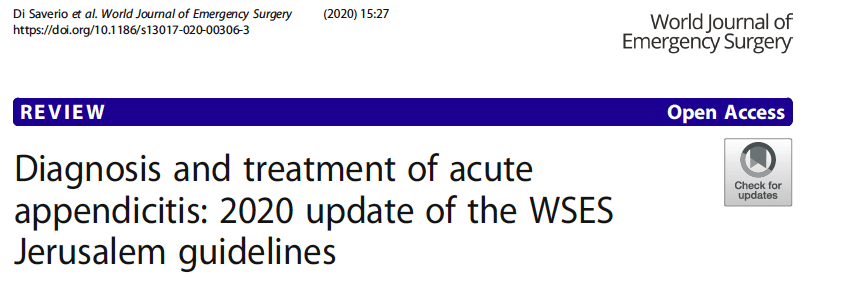 Di Saverio et al. World Journal of Emergency Surgery (2020) 15:27
https://doi.org/10.1186/s13017-020-00306-3
World Journal of
Emergency Surgery
REVIEW Open Access
Diagnosis and treatment of acute
appendicitis: 2020 update of the WSES
Jerusalem guidelines
Check for
updates